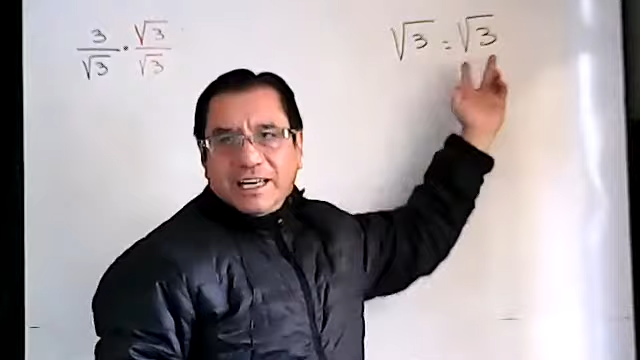 3/√3 · √3/√3
√3 = √3